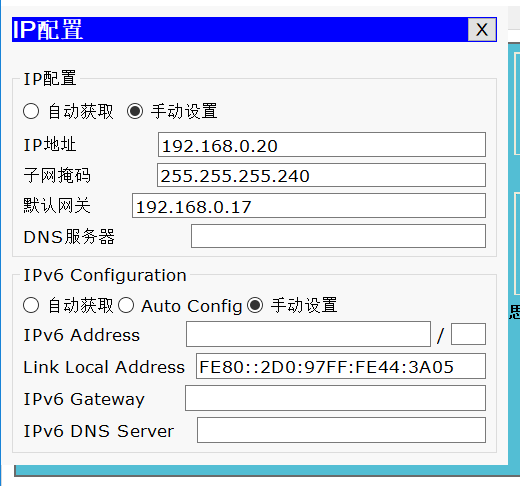 IP配置 X
IP配置
自动获取 手动设置
IP地址 192.168.0.20
子网掩码 255.255.255.240
默认网关 192.168.0.17
DNS服务器
IPv6 Configuration
自动获取 Auto Config 手动设置
IPv6 Address /
Link Local Address FE80::2D0:97FF:FE44:3A05
IPv6 Gateway
IPv6 DNS Server